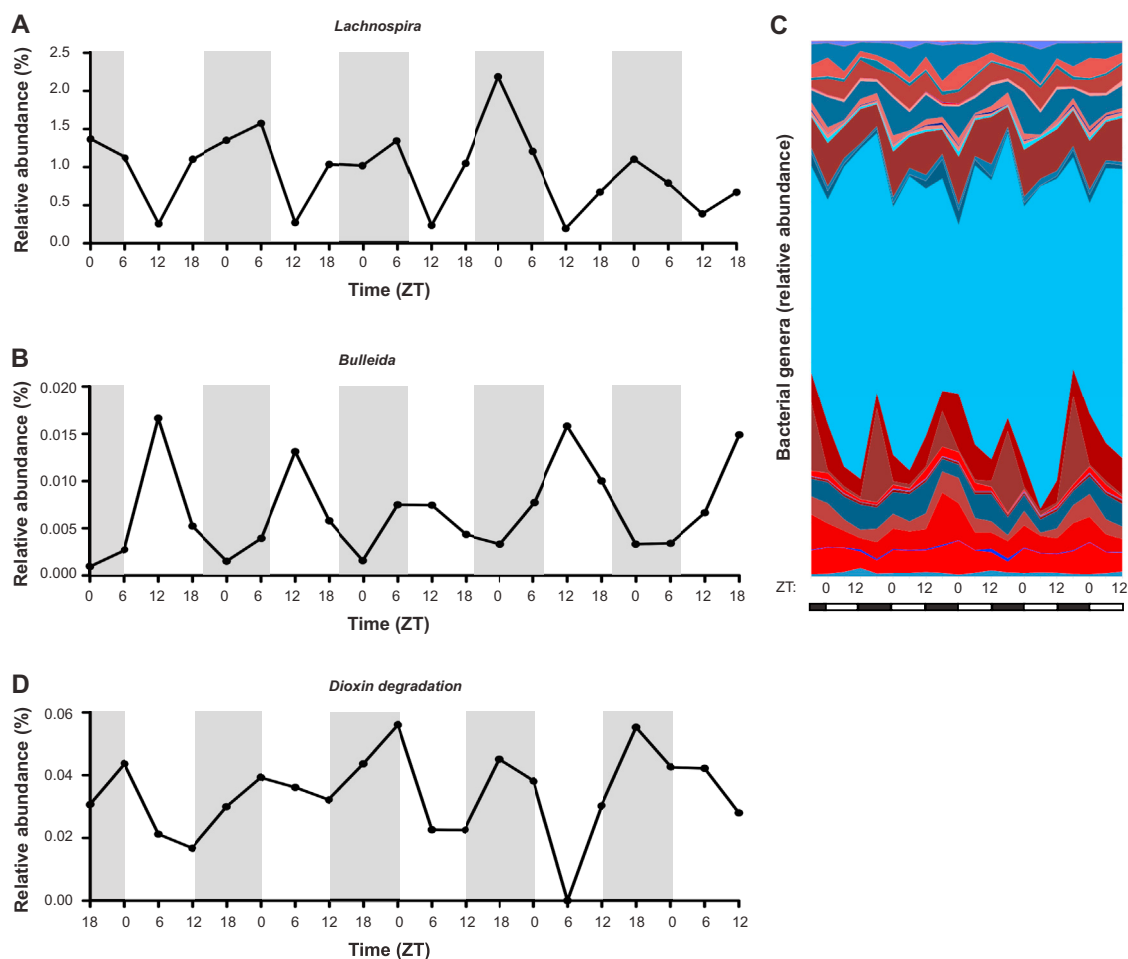 A
Lachnospira
Relative abundance (%)
2.5
2.0
1.5
1.0
0.5
0.0
0 6 12 18 0 6 12 18 0 6 12 18 0 6 12 18 0 6 12 18
Time (ZT)
B
Bulleida
Relative abundance (%)
0.020
0.015
0.010
0.005
0.000
0 6 12 18 0 6 12 18 0 6 12 18 0 6 12 18 0 6 12 18
Time (ZT)
C
Bacterial genera (relative abundance)
ZT: 0 12 0 12 0 12 0 12 0 12
D
Dioxin degradation
Relative abundance (%)
0.06
0.04
0.02
0.00
18 0 6 12 18 0 6 12 18 0 6 12 18 0 6 12 18 0 6 12
Time (ZT)